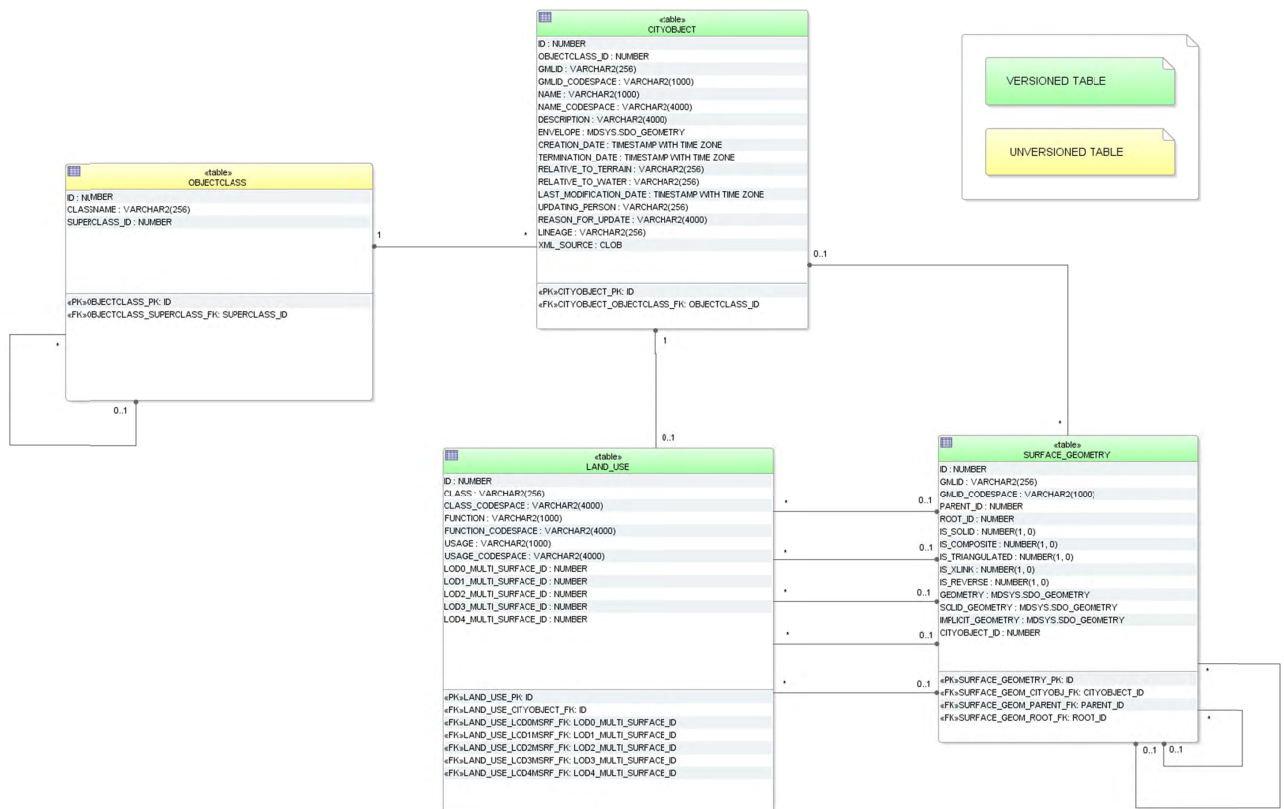 «table»
CITYOBJECT
ID : NUMBER
OBJECTCLASS_ID : NUMBER
GMLID : VARCHAR2(256)
GMLID_CODESPACE : VARCHAR2(1000)
NAME : VARCHAR2(1000)
NAME_CODESPACE : VARCHAR2(4000)
DESCRIPTION : VARCHAR2(4000)
ENVELOPE : MDSYS.SDO_GEOMETRY
CREATION_DATE : TIMESTAMP WITH TIME ZONE
TERMINATION_DATE : TIMESTAMP WITH TIME ZONE
RELATIVE_TO_TERRAIN : VARCHAR2(256)
RELATIVE_TO_WATER : VARCHAR2(256)
LAST_MODIFICATION_DATE : TIMESTAMP WITH TIME ZONE
UPDATING_PERSON : VARCHAR2(256)
REASON_FOR_UPDATE : VARCHAR2(4000)
LINEAGE : VARCHAR2(256)
XML_SOURCE : CLOB
«PK»CITYOBJECT_PK: ID
«FK»CITYOBJECT_OBJECTCLASS_FK: OBJECTCLASS_ID
VERSIONED TABLE
UNVERSIONED TABLE
«table»
OBJECTCLASS
ID : NUMBER
CLASSNAME : VARCHAR2(256)
SUPERCLASS_ID : NUMBER
«PK»OBJECTCLASS_PK: ID
«FK»OBJECTCLASS_SUPERCLASS_FK: SUPERCLASS_ID
1
*
0..1
*
0..1
1
0..1
*
«table»
LAND_USE
ID : NUMBER
CLASS : VARCHAR2(256)
CLASS_CODESPACE : VARCHAR2(4000)
FUNCTION : VARCHAR2(1000)
FUNCTION_CODESPACE : VARCHAR2(4000)
USAGE : VARCHAR2(1000)
USAGE_CODESPACE : VARCHAR2(4000)
LOD0_MULTI_SURFACE_ID : NUMBER
LOD1_MULTI_SURFACE_ID : NUMBER
LOD2_MULTI_SURFACE_ID : NUMBER
LOD3_MULTI_SURFACE_ID : NUMBER
LOD4_MULTI_SURFACE_ID : NUMBER
«PK»LAND_USE_PK: ID
«FK»LAND_USE_CITYOBJECT_FK: ID
«FK»LAND_USE_LOD0MSRF_FK: LOD0_MULTI_SURFACE_ID
«FK»LAND_USE_LOD1MSRF_FK: LOD1_MULTI_SURFACE_ID
«FK»LAND_USE_LOD2MSRF_FK: LOD2_MULTI_SURFACE_ID
«FK»LAND_USE_LOD3MSRF_FK: LOD3_MULTI_SURFACE_ID
«FK»LAND_USE_LOD4MSRF_FK: LOD4_MULTI_SURFACE_ID
* 0..1
* 0..1
* 0..1
* 0..1
* 0..1
«table»
SURFACE_GEOMETRY
ID : NUMBER
GMLID : VARCHAR2(256)
GMLID_CODESPACE : VARCHAR2(1000)
PARENT_ID : NUMBER
ROOT_ID : NUMBER
IS_SOLID : NUMBER(1, 0)
IS_COMPOSITE : NUMBER(1, 0)
IS_TRIANGULATED : NUMBER(1, 0)
IS_XLINK : NUMBER(1, 0)
IS_REVERSE : NUMBER(1, 0)
GEOMETRY : MDSYS.SDO_GEOMETRY
SOLID_GEOMETRY : MDSYS.SDO_GEOMETRY
IMPLICIT_GEOMETRY : MDSYS.SDO_GEOMETRY
CITYOBJECT_ID : NUMBER
«PK»SURFACE_GEOMETRY_PK: ID
«FK»SURFACE_GEOM_CITYOBJ_FK: CITYOBJECT_ID
«FK»SURFACE_GEOM_PARENT_FK: PARENT_ID
«FK»SURFACE_GEOM_ROOT_FK: ROOT_ID
*
*
0..1 0..1